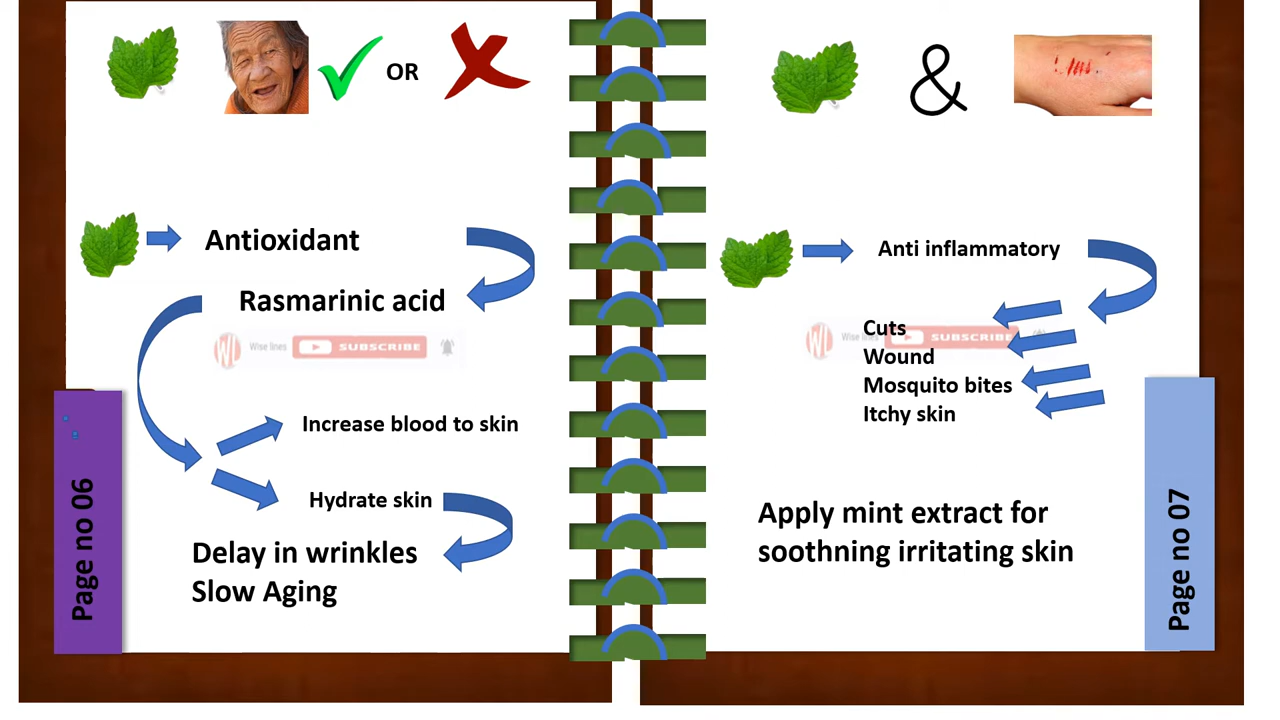 OR
Antioxidant
Rasmarinic acid
Wise lines SUBSCRIBE
Increase blood to skin
Hydrate skin
Delay in wrinkles
Slow Aging
Page no 06
&
Anti inflammatory
Cuts
SUBSCRIBE
Wound
Mosquito bites
Itchy skin
Apply mint extract for
soothning irritating skin
Page no 07